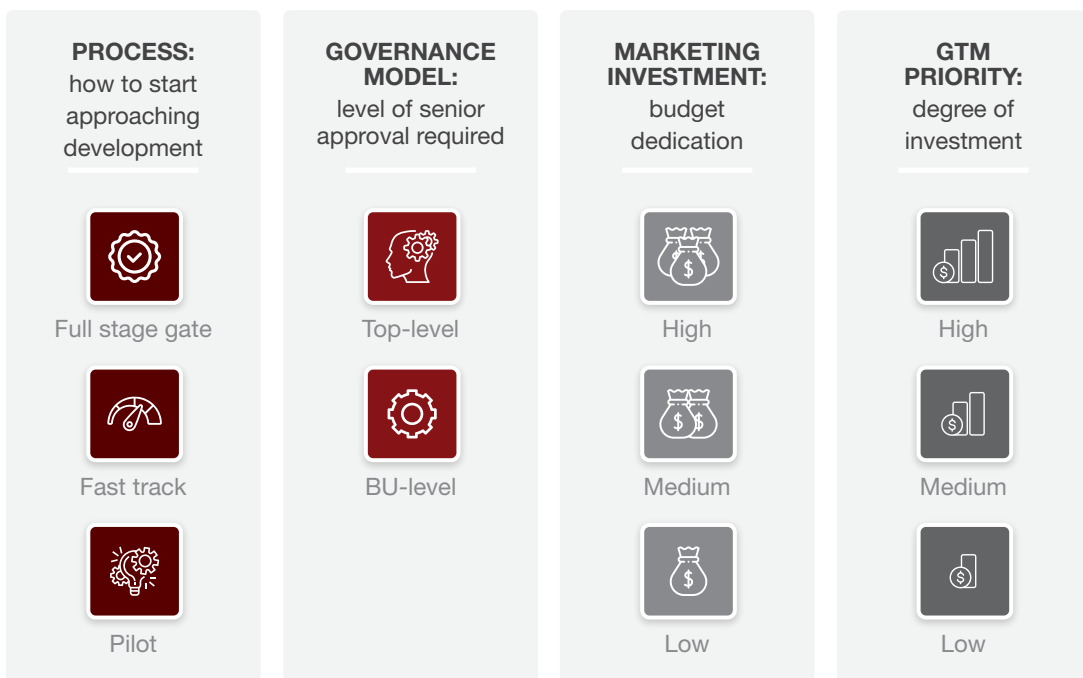 PROCESS:
how to start
approaching
development
Full stage gate
Fast track
Pilot
GOVERNANCE
MODEL:
level of senior
approval required
Top-level
BU-level
MARKETING
INVESTMENT:
budget
dedication
$
High
$ $
Medium
$
Low
GTM
PRIORITY:
degree of
investment
$
High
$
Medium
$
Low